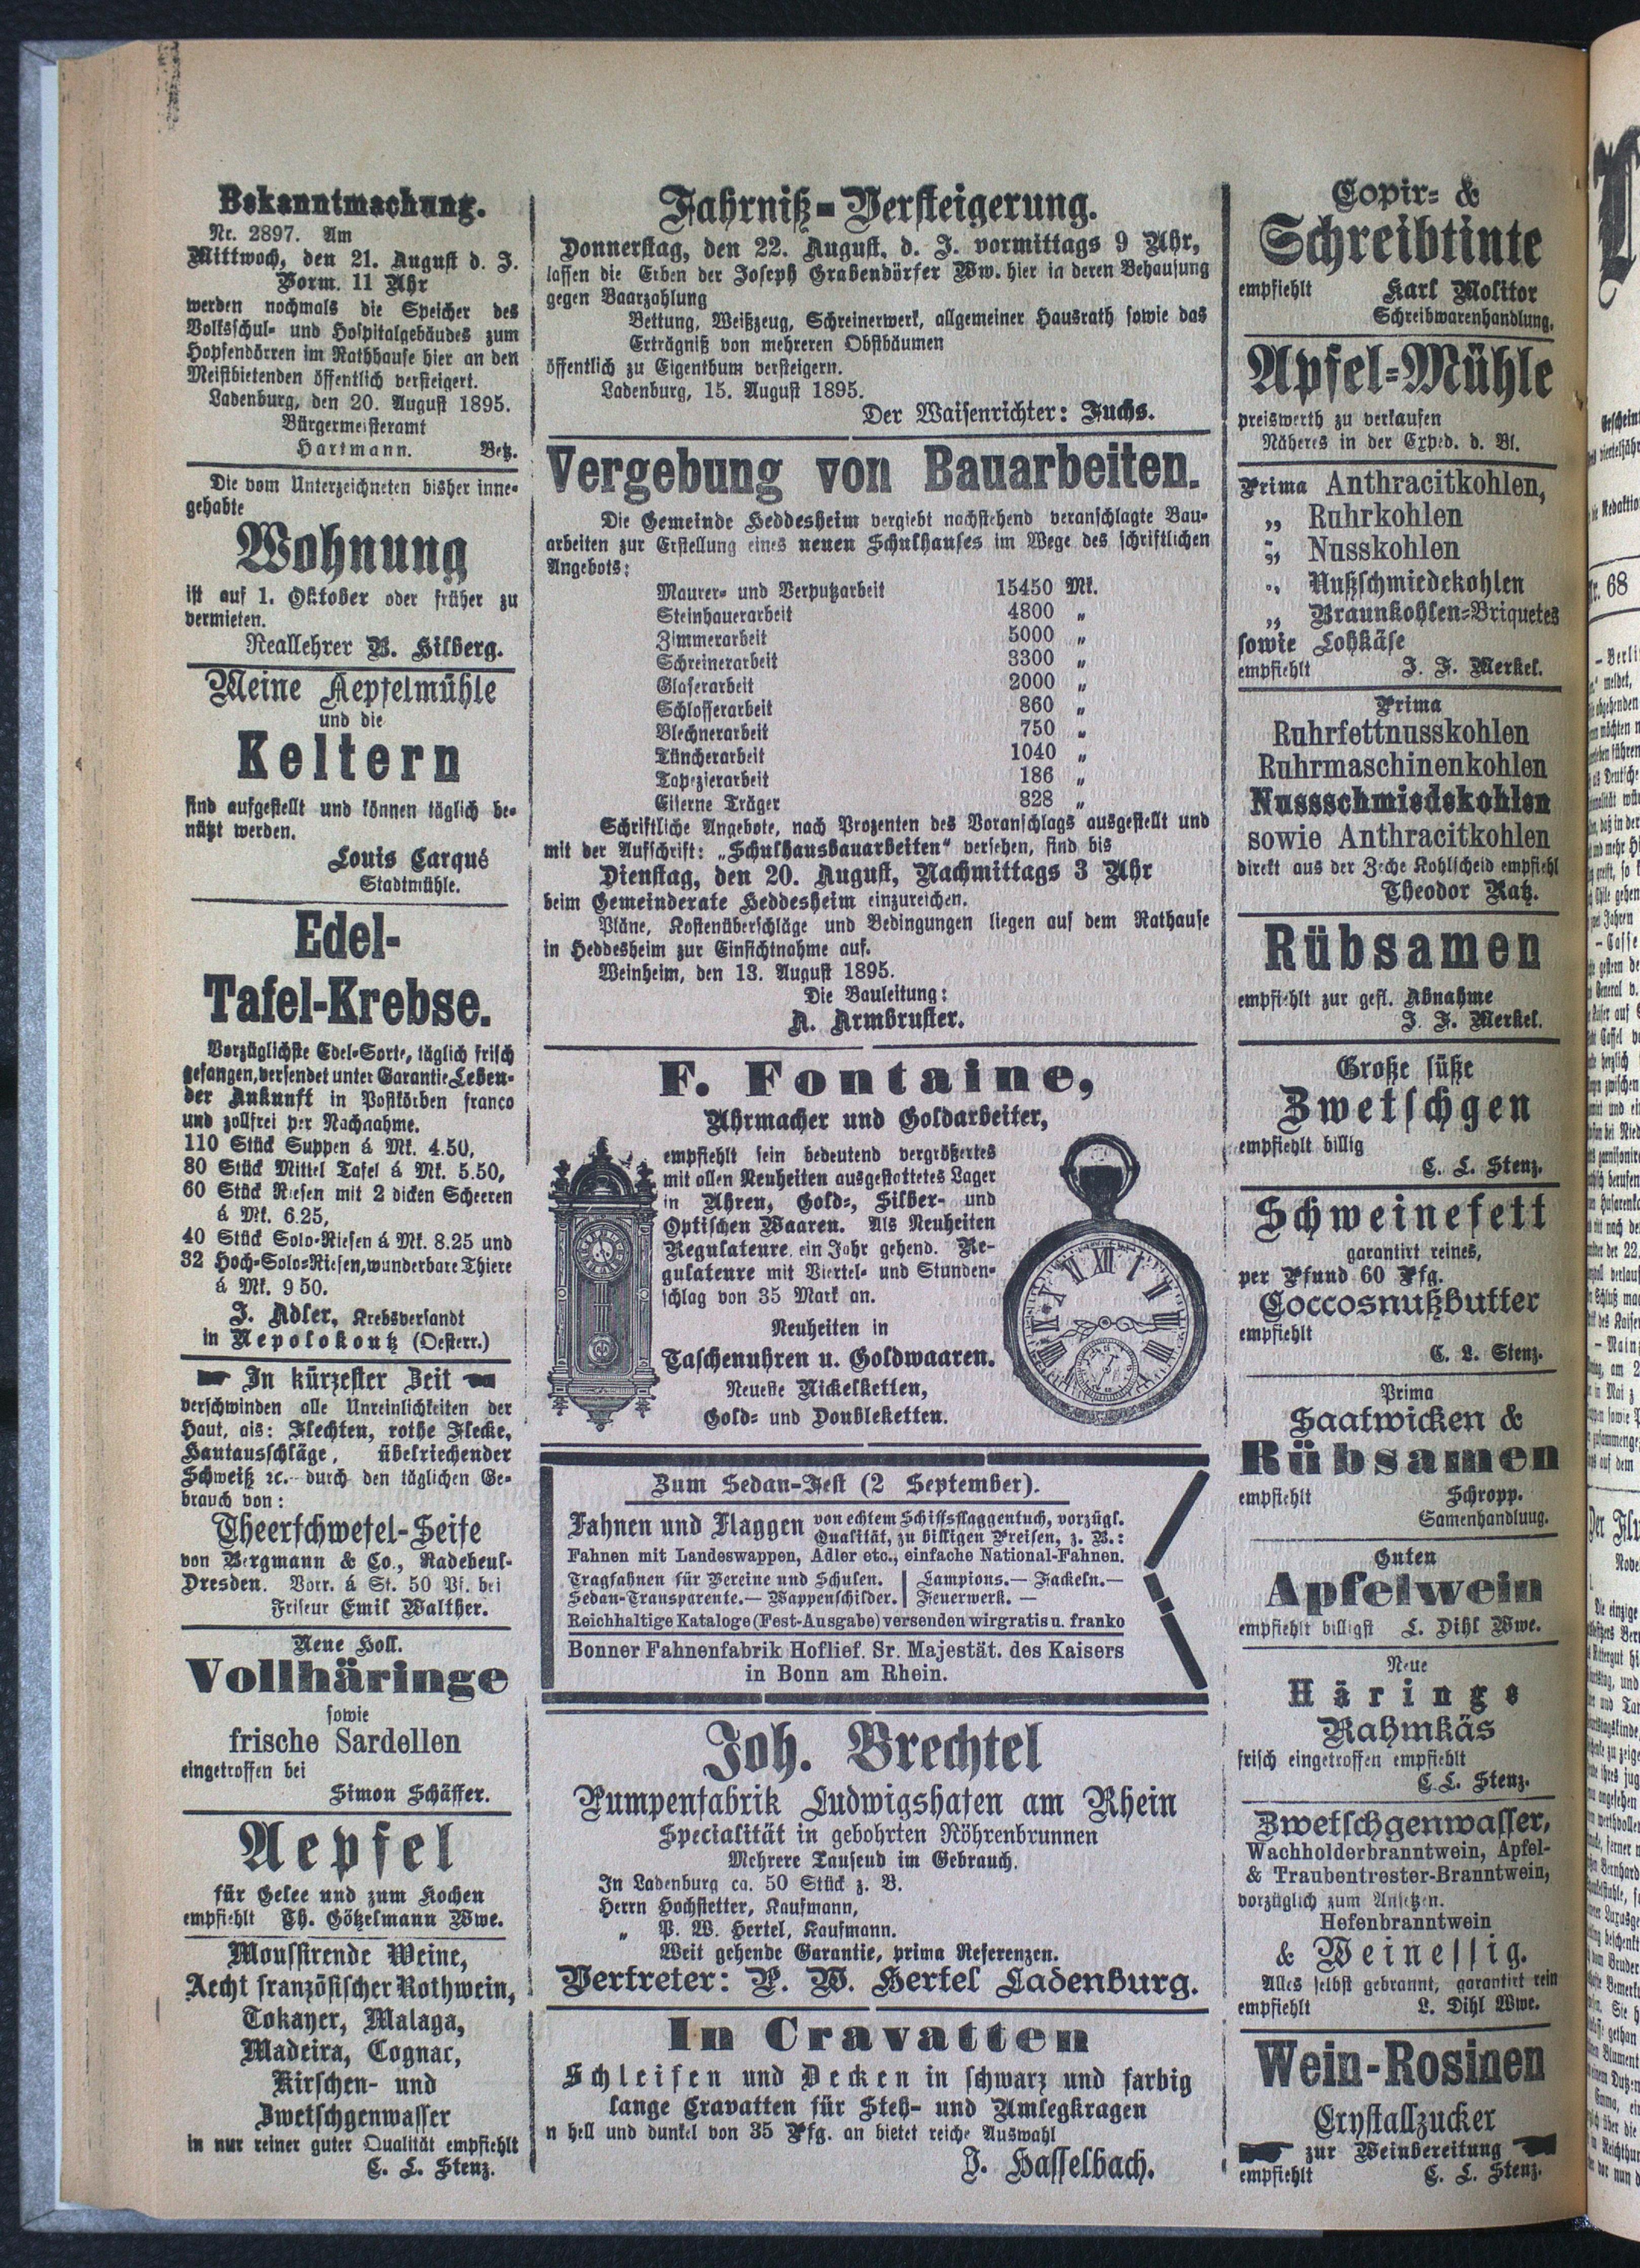 Bekanntmachung.
Nr. 2897. Am
Mittwoch, den 21. August d. J.
Vorm. 11 Uhr
werden nochmals die Speicher des
Volksschul- und Hospitalgebäudes zum
Hopfendörren im Rathhause hier an den
Meistbietenden öffentlich versteigert.
Ladenburg, den 20. August 1895.
Bürgermeisteramt
Hartmann. Betz.
Die vom Unterzeichneten bisher inne-
gehabte
Wohnung
ist auf 1. Oktober oder früher zu
vermieten.
Reallehrer B. Hilberg.
Meine Aepfelmühle
und die
Keltern
sind aufgestellt und können täglich be-
nützt werden.
Louis Carqué
Stadtmühle.
Edel-
Tafel-Krebse.
Vorzüglichste Edel-Sorte, täglich frisch
gefangen, versendet unter Garantie Leben-
der Ankunft in Postkörben franco
und zollfrei per Nachnahme.
110 Stück Suppen á Mk. 4.50,
80 Stück Mittel Tafel á Mk. 5.50,
60 Stück Riesen mit 2 dicken Scheeren
á Mk. 6.25,
40 Stück Solo-Riesen á Mk. 8.25 und
32 Hoch-Solo-Riesen, wunderbare Thiere
á Mk. 9 50.
J. Adler, Krebsversandt
in Nepolokoutz (Oesterr.)
In kürzester Zeit
verschwinden alle Unreinlichkeiten der
Haut, als: Flechten, rothe Flecke,
Hautausschläge, übelriechender
Schweiß ꝛc. durch den täglichen Ge-
brauch von:
Theerschwefel-Seife
von Bergmann & Co., Radebeul-
Dresden. Vorr. á St. 50 Pf. bei
Friseur Emil Walther.
Neue Holl.
Vollhäringe
sowie
frische Sardellen
eingetroffen bei
Simon Schäffer.
Aepfel
für Gelee und zum Kochen
empfiehlt Th. Götzelmann Wwe.
Moussirende Weine,
Aecht französischer Rothwein,
Tokayer, Malaga,
Madeira, Cognac,
Kirschen- und
Zwetschgenwasser
in nur reiner guter Qualität empfiehlt
C. L. Stenz.
Fahrniß-Versteigerung.
Donnerstag, den 22. August, d. J. vormittags 9 Uhr,
lassen die Erben der Joseph Grabendörfer Ww. hier in deren Behausung
gegen Baarzahlung
Bettung, Weißzeug, Schreinerwerk, allgemeiner Hausrath sowie das
Erträgniß von mehreren Obstbäumen
öffentlich zu Eigenthum versteigern.
Ladenburg, 15. August 1895.
Der Waisenrichter: Fuchs.
Vergebung von Bauarbeiten.
Die Gemeinde Heddesheim vergiebt nachstehend veranschlagte Bau-
arbeiten zur Erstellung eines neuen Schulhauses im Wege des schriftlichen
Angebots:
Maurer- und Verputzarbeit 15450 Mk.
Steinhauerarbeit 4800 „
Zimmerarbeit 5000 „
Schreinerarbeit 3300 „
Glaserarbeit 2000 „
Schlosserarbeit 860 „
Blechnerarbeit 750 „
Tüncherarbeit 1040 „
Tapezierarbeit 186 „
Eiserne Träger 828 „
Schriftliche Angebote, nach Prozenten des Voranschlags ausgestellt und
mit der Aufschrift: „Schulhausbauarbeiten“ versehen, sind bis
Dienstag, den 20. August, Nachmittags 3 Uhr
beim Gemeinderate Heddesheim einzureichen.
Pläne, Kostenüberschläge und Bedingungen liegen auf dem Rathause
in Heddesheim zur Einsichtnahme auf.
Weinheim, den 13. August 1895.
Die Bauleitung:
A. Armbruster.
F. Fontaine,
Uhrmacher und Goldarbeiter,
empfiehlt sein bedeutend vergrößertes
mit allen Neuheiten ausgestattetes Lager
in Uhren, Gold-, Silber- und
Optischen Waaren. Als Neuheiten
Regulateure ein Jahr gehend. Re-
gulateure mit Viertel- und Stunden-
schlag von 35 Mark an.
Neuheiten in
Taschenuhren u. Goldwaaren.
Neueste Nickelketten,
Gold- und Doubleketten.
Zum Sedan-Fest (2 September).
Fahnen und Flaggen von echtem Schiffsflaggentuch, vorzügl.
Qualität, zu billigen Preisen, z. B.:
Fahnen mit Landeswappen, Adler etc., einfache National-Fahnen.
Tragfahnen für Vereine und Schulen. | Lampions.— Fackeln.—
Sedan-Transparente.— Wappenschilder. | Feuerwerk. —
Reichhaltige Kataloge (Fest-Ausgabe) versenden wir gratis u. franko
Bonner Fahnenfabrik Hoflief. Sr. Majestät. des Kaisers
in Bonn am Rhein.
Joh. Brechtel
Pumpenfabrik Ludwigshafen am Rhein
Specialität in gebohrten Röhrenbrunnen
Mehrere Tausend im Gebrauch.
In Ladenburg ca. 50 Stück z. B.
Herrn Hochstetter, Kaufmann,
„ P. W. Hertel, Kaufmann.
Weit gehende Garantie, prima Referenzen.
Vertreter: P. W. Hertel Ladenburg.
In Cravatten
Schleifen und Decken in schwarz und farbig
lange Cravatten für Steh- und Umlegkragen
n hell und dunkel von 35 Pfg. an bietet reiche Auswahl
J. Hasselbach.
Copir- &
Schreibtinte
empfiehlt Karl Molitor
Schreibwarenhandlung.
Apfel-Mühle
preiswerth zu verkaufen
Näheres in der Exped. d. Bl.
Prima Anthracitkohlen,
„ Ruhrkohlen
„ Nusskohlen
„ Nußschmiedekohlen
„ Braunkohlen-Briquetes
sowie Lohkäse
empfiehlt J. F. Merkel.
Prima
Ruhrfettnusskohlen
Ruhrmaschinenkohlen
Nussschmiedekohlen
sowie Anthracitkohlen
direkt aus der Zeche Kohlscheid empfiehl
Theodor Ratz.
Rübsamen
empfiehlt zur gefl. Abnahme
J. F. Merkel.
Große süße
Zwetschgen
empfiehlt billig
C. L. Stenz.
Schweinefett
garantirt reines,
per Pfund 60 Pfg.
Coccosnußbutter
empfiehlt
C. L. Stenz.
Prima
Saatwicken &
Rübsamen
empfiehlt Schropp.
Samenhandlung.
Guten
Apfelwein
empfiehlt billigst L. Dihl Wwe.
Neue
Häringe
Rahmkäs
frisch eingetroffen empfiehlt
C. L. Stenz.
Zwetschgenwasser,
Wachholderbranntwein, Apfel-
& Traubentrester-Branntwein,
vorzüglich zum Ansetzen.
Hefenbranntwein
& Weinessig.
Alles selbst gebrannt, garantirt rein
empfiehlt L. Dihl Wwe.
Wein-Rosinen
Crystallzucker
zur Weinbereitung
empfiehlt C. L. Stenz.